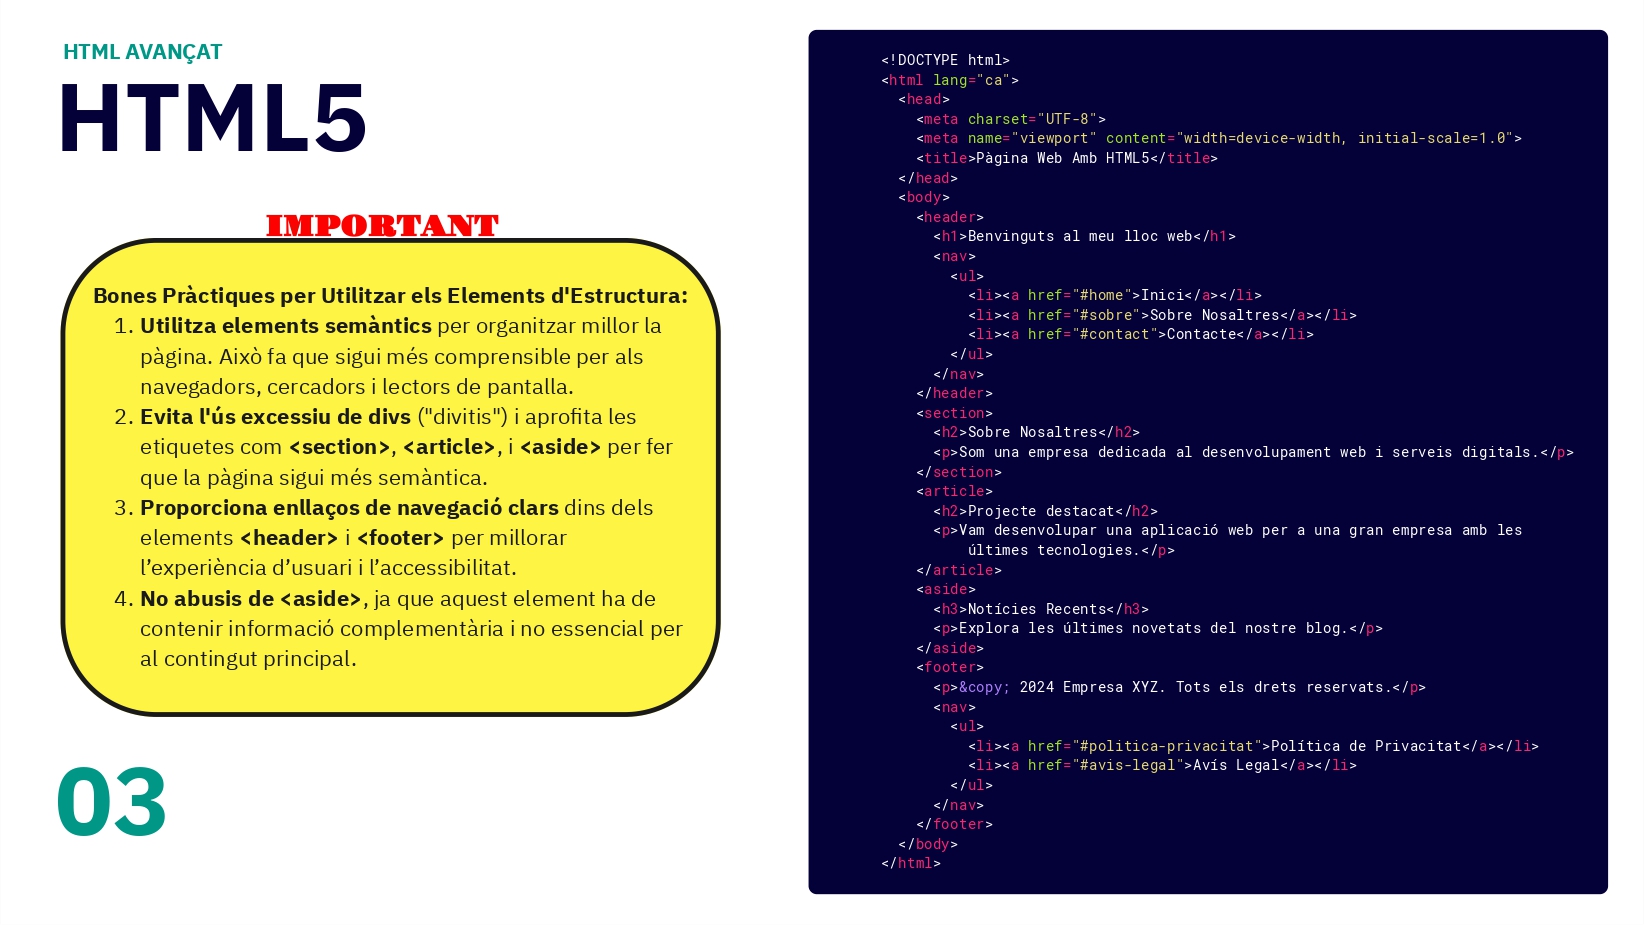 HTML AVANÇAT
HTML5
IMPORTANT
Bones Pràctiques per Utilitzar els Elements d'Estructura:
1. Utilitza elements semàntics per organitzar millor la
pàgina. Això fa que sigui més comprensible per als
navegadors, cercadors i lectors de pantalla.
2. Evita l'ús excessiu de divs ("divitis") i aprofita les
etiquetes com <section>, <article>, i <aside> per fer
que la pàgina sigui més semàntica.
3. Proporciona enllaços de navegació clars dins dels
elements <header> i <footer> per millorar
l’experiència d’usuari i l’accessibilitat.
4. No abusis de <aside>, ja que aquest element ha de
contenir informació complementària i no essencial per
al contingut principal.
03
<!DOCTYPE html>
<html lang="ca">
<head>
<meta charset="UTF-8">
<meta name="viewport" content="width=device-width, initial-scale=1.0">
<title>Pàgina Web Amb HTML5</title>
</head>
<body>
<header>
<h1>Benvinguts al meu lloc web</h1>
<nav>
<ul>
<li><a href="#home">Inici</a></li>
<li><a href="#sobre">Sobre Nosaltres</a></li>
<li><a href="#contact">Contacte</a></li>
</ul>
</nav>
</header>
<section>
<h2>Sobre Nosaltres</h2>
<p>Som una empresa dedicada al desenvolupament web i serveis digitals.</p>
</section>
<article>
<h2>Projecte destacat</h2>
<p>Vam desenvolupar una aplicació web per a una gran empresa amb les
últimes tecnologies.</p>
</article>
<aside>
<h3>Notícies Recents</h3>
<p>Explora les últimes novetats del nostre blog.</p>
</aside>
<footer>
<p>&copy; 2024 Empresa XYZ. Tots els drets reservats.</p>
<nav>
<ul>
<li><a href="#politica-privacitat">Política de Privacitat</a></li>
<li><a href="#avis-legal">Avís Legal</a></li>
</ul>
</nav>
</footer>
</body>
</html>